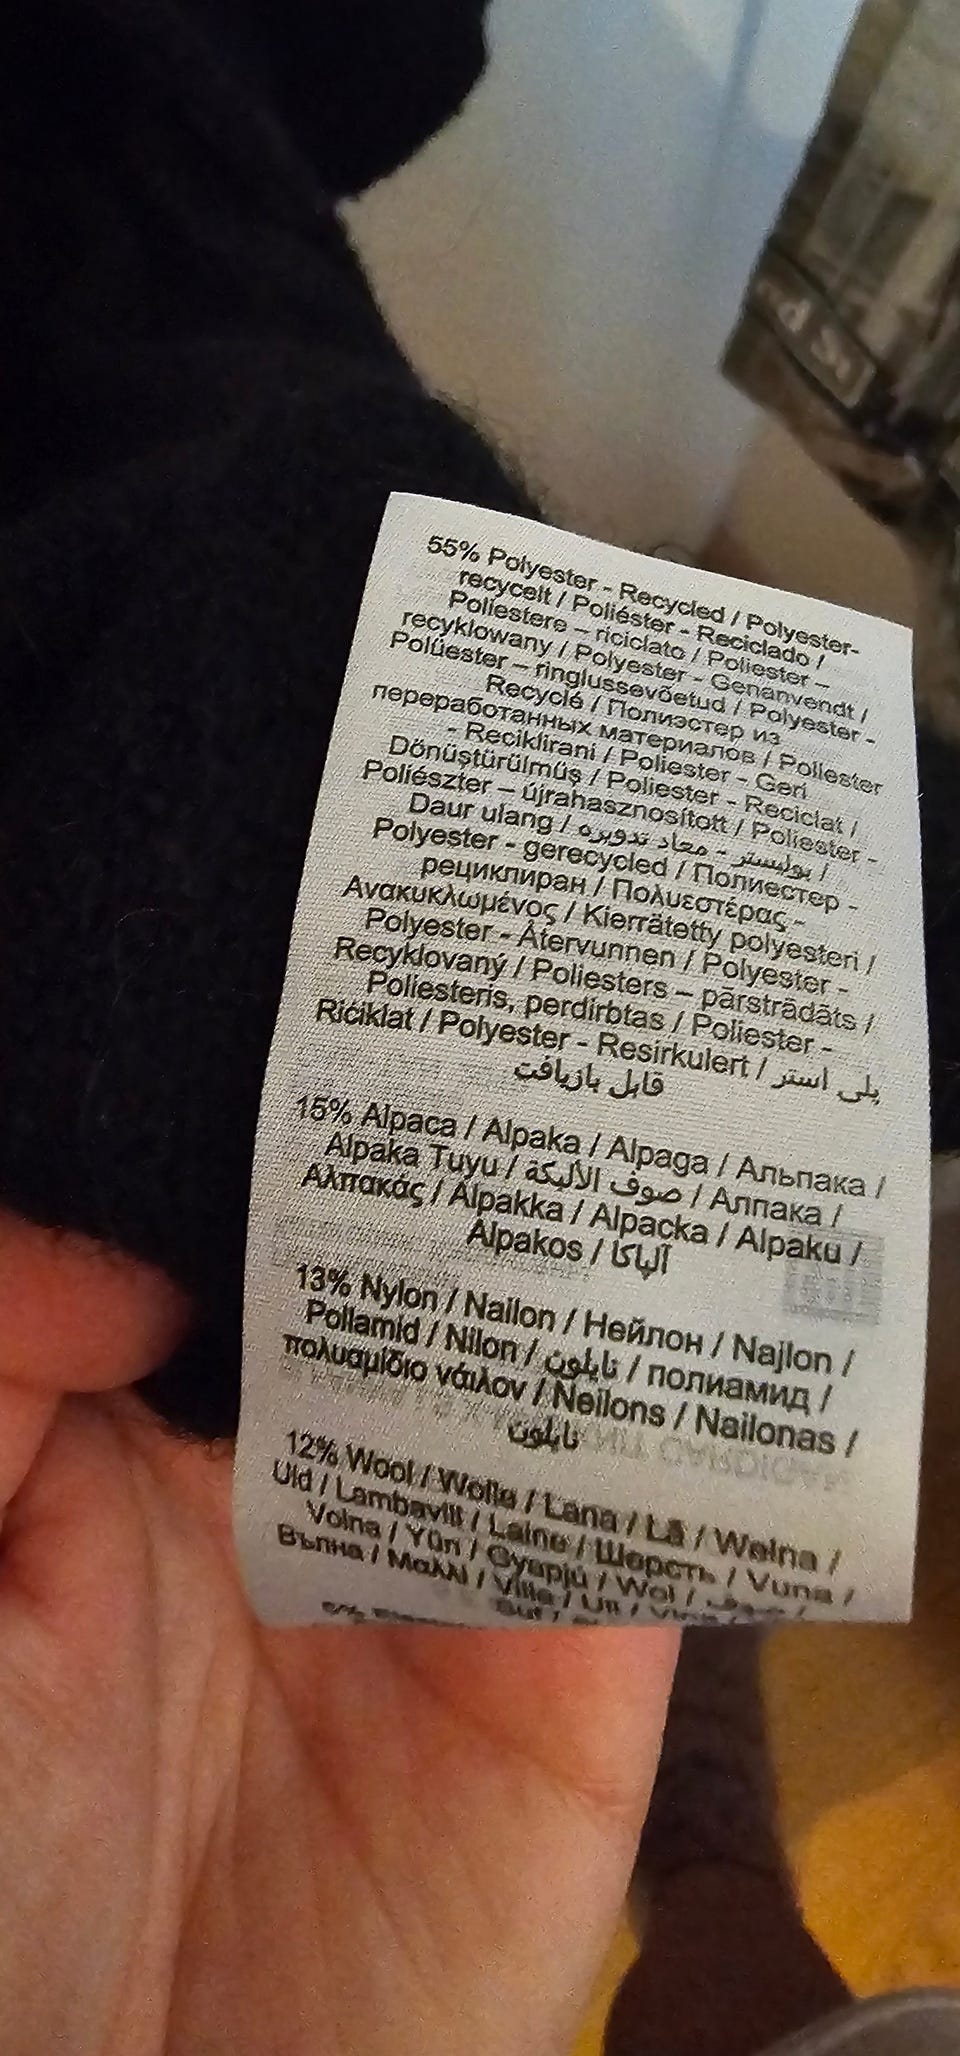 55% Polyester - Recycled / Polyester-
recycelt / Poliéster - Reciclado /
Poliestere – riciclato / Poliester –
recyklowany / Polyester - Genanvendt /
Polüester – ringlussevõetud / Polyester -
Recyclé / Полиэстер из
переработанных материалов / Poliester
- Reciklirani / Poliester - Geri
Dönüştürülmüş / Poliester - Reciclat /
Poliészter – újrahasznosított / Poliester -
Daur ulang / بوليستر - معاد تدويره /
Polyester - gerecycled / Полиестер -
рециклиран / Πολυεστέρας -
Ανακυκλωμένος / Kierrätetty polyesteri /
Polyester - Återvunnen / Polyester -
Recyklovaný / Poliesters – pārstrādāts /
Poliesteris, perdirbtas / Poliester -
Riċiklat / Polyester - Resirkulert / پلی استر
قابل بازیافت
15% Alpaca / Alpaka / Alpaga / Альпака /
Alpaka Tuyu / صوف الألبكة / Алпака /
Αλπακάς / Alpakka / Alpacka / Alpaku /
Alpakos / آلپاکا
13% Nylon / Nailon / Нейлон / Najlon /
Poliamid / Nilon / نايلون / полиамид /
πολυαμίδιο νάιλον / Neilons / Nailonas /
نایلون
12% Wool / Wolle / Lana / Lã / Wełna /
Uld / Lambavill / Laine / Шерсть / Vuna /
Volna / Yün / Gyapjú / Wol / صوف /
Вълна / Μαλλί / Villa / Ull /